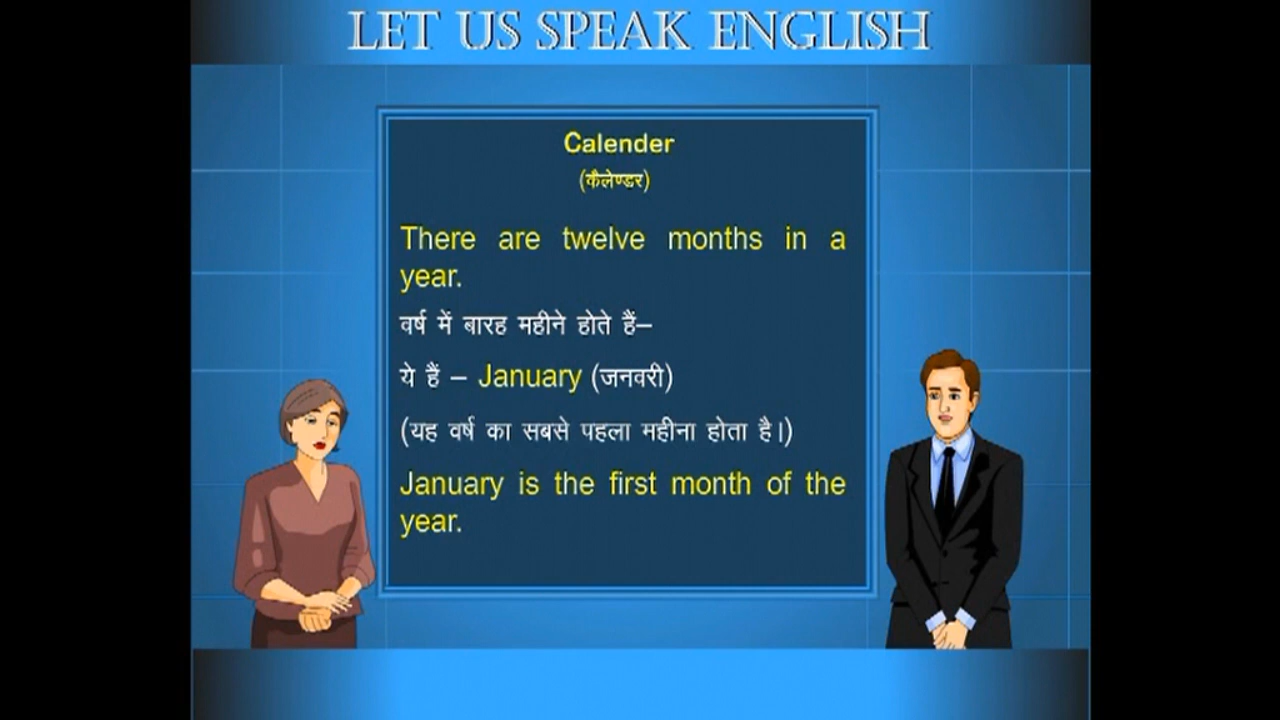 LET US SPEAK ENGLISH
Calender
(कैलेण्डर)
There are twelve months in a
year.
वर्ष में बारह महीने होते हैं–
ये हैं – January (जनवरी)
(यह वर्ष का सबसे पहला महीना होता है।)
January is the first month of the
year.